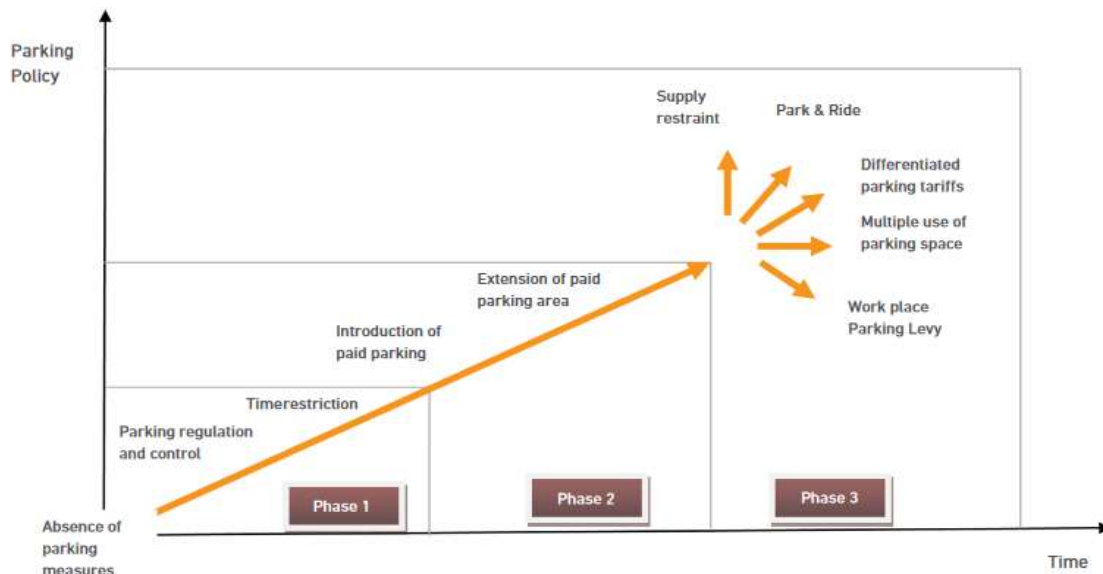 Parking
Policy
Supply
restraint
Park & Ride
Differentiated
parking tariffs
Multiple use of
parking space
Extension of paid
parking area
Work place
Parking Levy
Introduction of
paid parking
Timerestriction
Parking regulation
and control
Phase 1
Phase 2
Phase 3
Absence of
parking
measures
Time